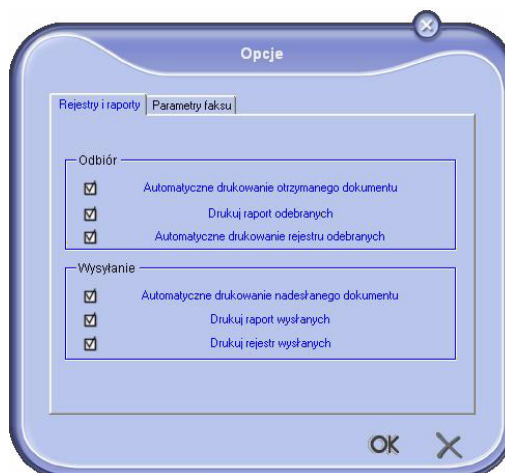 Opcje
Rejestry i raporty Parametry faksu
Odbiór
Automatyczne drukowanie otrzymanego dokumentu
Drukuj raport odebranych
Automatyczne drukowanie rejestru odebranych
Wysyłanie
Automatyczne drukowanie nadesłanego dokumentu
Drukuj raport wysłanych
Drukuj rejestr wysłanych
OK